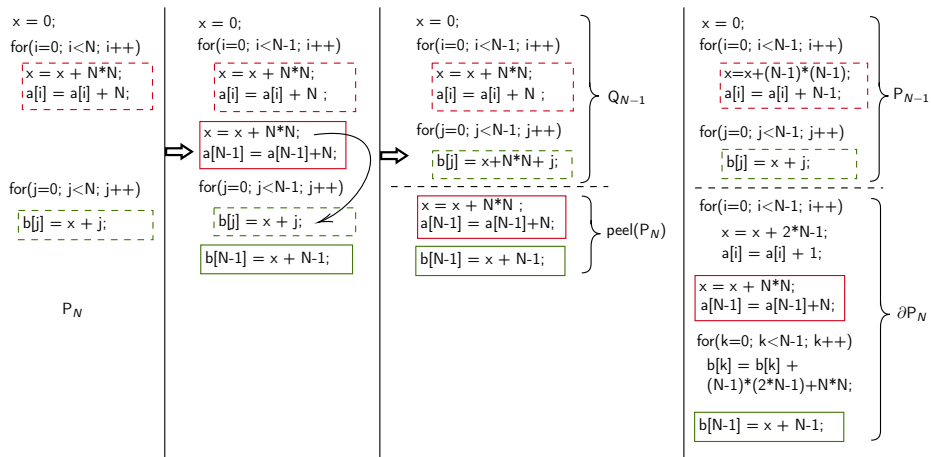 x = 0;
for(i=0; i<N; i++)
x = x + N*N;
a[i] = a[i] + N;
for(j=0; j<N; j++)
b[j] = x + j;
P_N
x = 0;
for(i=0; i<N-1; i++)
x = x + N*N;
a[i] = a[i] + N ;
x = x + N*N;
a[N-1] = a[N-1]+N;
for(j=0; j<N-1; j++)
b[j] = x + j;
b[N-1] = x + N-1;
x = 0;
for(i=0; i<N-1; i++)
x = x + N*N;
a[i] = a[i] + N ;
for(j=0; j<N-1; j++)
b[j] = x+N*N+ j;
Q_{N-1}
x = x + N*N ;
a[N-1] = a[N-1]+N;
b[N-1] = x + N-1;
peel(P_N)
x = 0;
for(i=0; i<N-1; i++)
x=x+(N-1)*(N-1);
a[i] = a[i] + N-1;
for(j=0; j<N-1; j++)
b[j] = x + j;
P_{N-1}
for(i=0; i<N-1; i++)
x = x + 2*N-1;
a[i] = a[i] + 1;
x = x + N*N;
a[N-1] = a[N-1]+N;
for(k=0; k<N-1; k++)
b[k] = b[k] +
(N-1)*(2*N-1)+N*N;
b[N-1] = x + N-1;
∂P_N